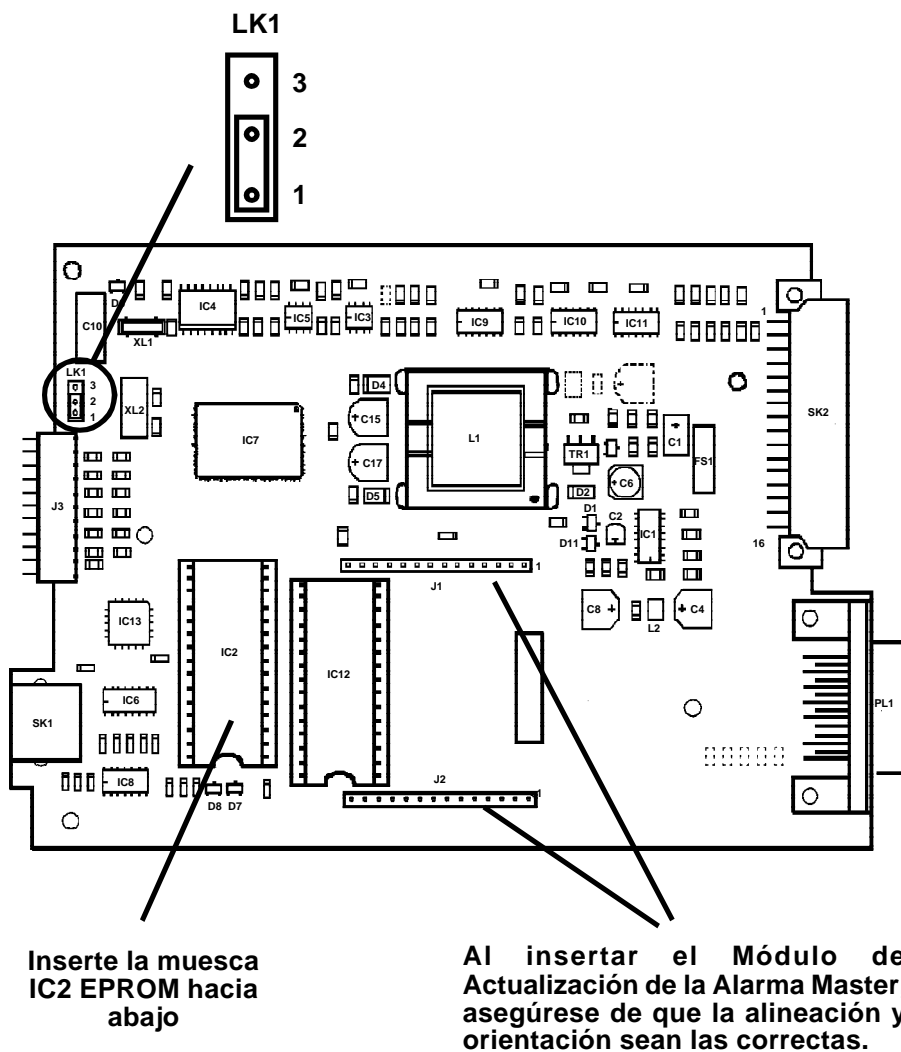 LK1
3
2
1
D
C10
IC4
XL1
IC5
IC3
IC9
IC10
IC11
1
LK1
3
2
1
XL2
D4
C15
L1
C1
SK2
IC7
TR1
FS1
C17
C6
J3
D5
D2
D1
C2
IC1
D11
16
J1
1
IC13
IC2
IC12
C8
L2
C4
SK1
IC6
PL1
IC8
D8 D7
J2
1
Inserte la muesca
IC2 EPROM hacia
abajo
Al insertar el Módulo de
Actualización de la Alarma Master
asegúrese de que la alineación y
orientación sean las correctas.